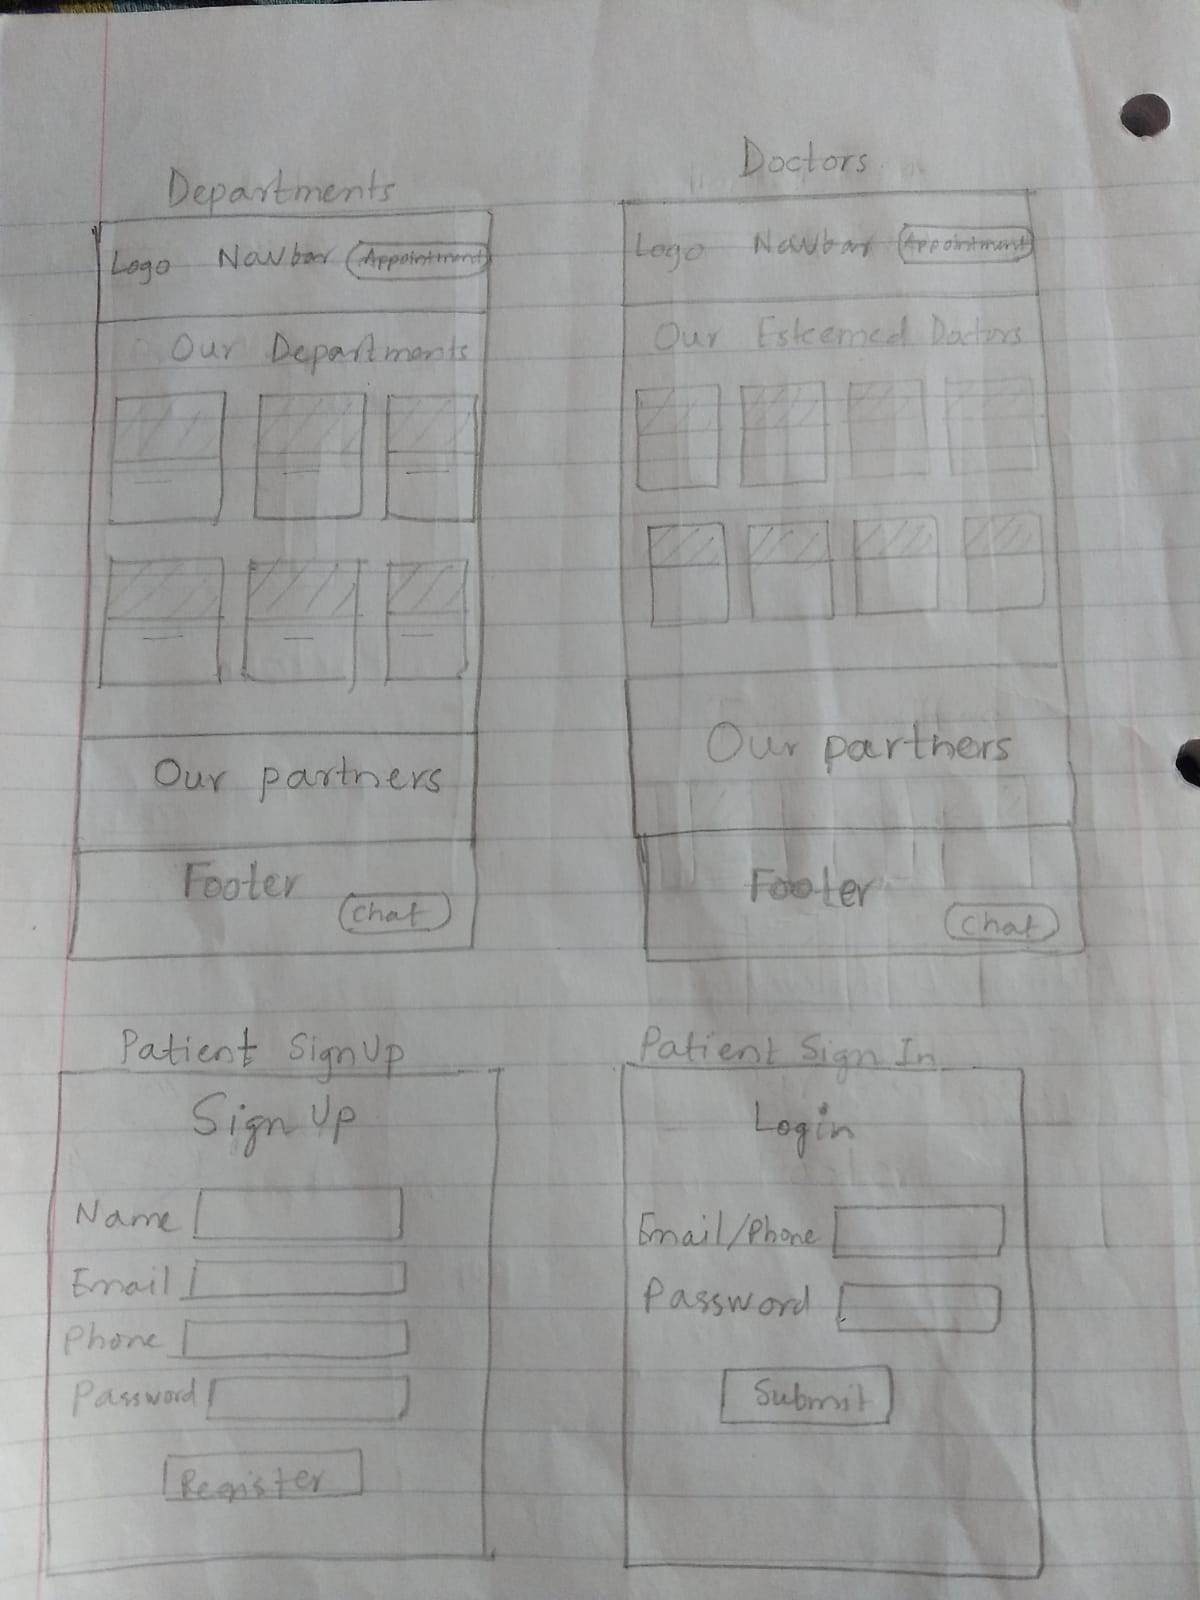 Departments
Logo Navbar Appointment
Our Departments
Our partners
Footer
Chat
Doctors
Logo Navbar Appointment
Our Esteemed Doctors
Our partners
Footer
Chat
Patient SignUp
Sign Up
Name
Email
Phone
Password
Register
Patient Sign In
Login
Email/Phone
Password
Submit